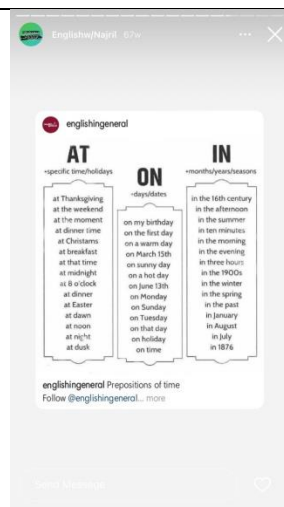 Englishw/Najril 67w
englishingeneral
AT
•specific time/holidays
at Thanksgiving
at the weekend
at the moment
at dinner time
at Christams
at breakfast
at that time
at midnight
at 8 o'clock
at dinner
at Easter
at dawn
at noon
at night
at dusk
ON
•days/dates
on my birthday
on the first day
on a warm day
on March 15th
on sunny day
on a hot day
on June 13th
on Monday
on Sunday
on Tuesday
on that day
on holiday
on time
IN
•months/years/seasons
in the 16th century
in the afternoon
in the summer
in ten minutes
in the morning
in the evening
in three hours
in the 1900s
in the winter
in the spring
in the past
in January
in August
in July
in 1876
englishingeneral Prepositions of time
Follow @englishingeneral... more
Send Message